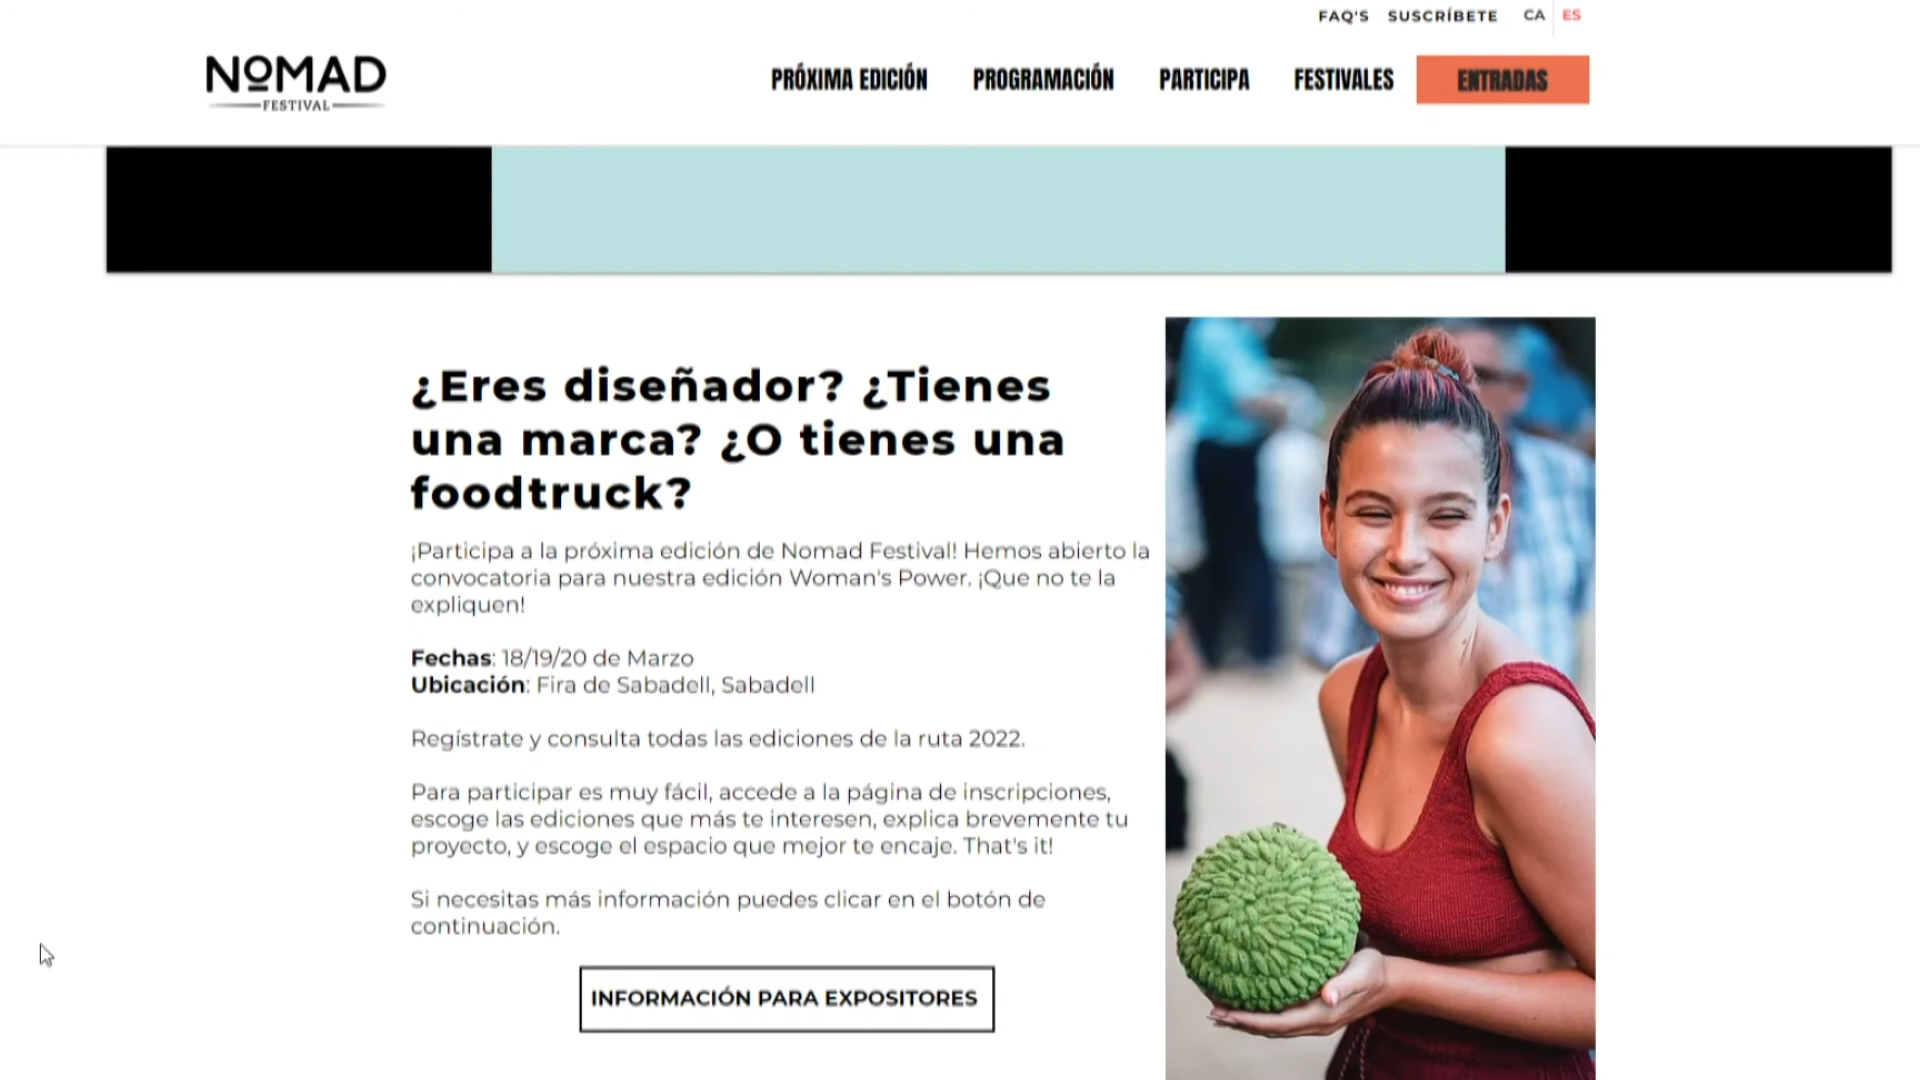 FAQ'S SUSCRÍBETE CA ES
NOMAD
FESTIVAL
PRÓXIMA EDICIÓN PROGRAMACIÓN PARTICIPA FESTIVALES ENTRADAS
¿Eres diseñador? ¿Tienes
una marca? ¿O tienes una
foodtruck?
¡Participa a la próxima edición de Nomad Festival! Hemos abierto la
convocatoria para nuestra edición Woman's Power. ¡Que no te la
expliquen!
Fechas: 18/19/20 de Marzo
Ubicación: Fira de Sabadell, Sabadell
Regístrate y consulta todas las ediciones de la ruta 2022.
Para participar es muy fácil, accede a la página de inscripciones,
escoge las ediciones que más te interesen, explica brevemente tu
proyecto, y escoge el espacio que mejor te encaje. That's it!
Si necesitas más información puedes clicar en el botón de
continuación.
INFORMACIÓN PARA EXPOSITORES